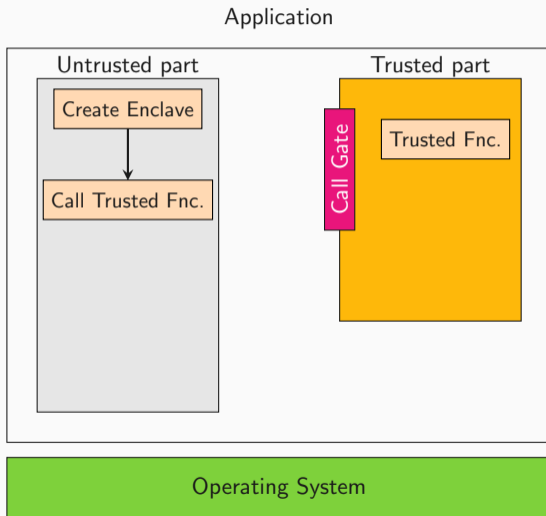 Application
Untrusted part
Trusted part
Create Enclave
Call Trusted Fnc.
Call Gate
Trusted Fnc.
Operating System